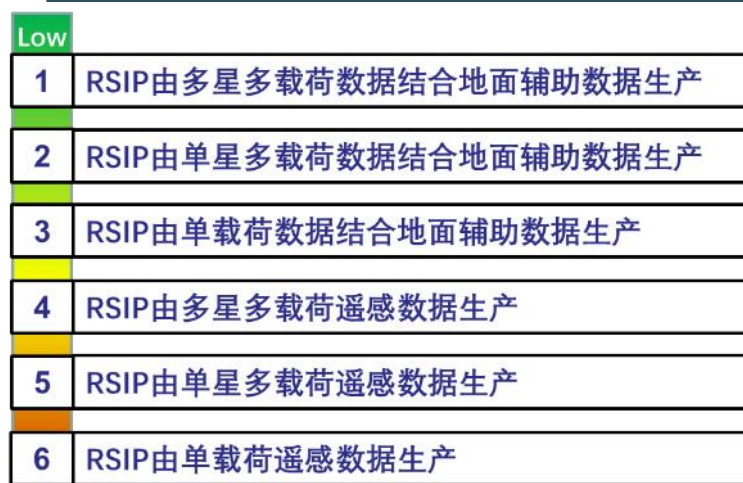 Low
1 RSIP由多星多载荷数据结合地面辅助数据生产
2 RSIP由单星多载荷数据结合地面辅助数据生产
3 RSIP由单载荷数据结合地面辅助数据生产
4 RSIP由多星多载荷遥感数据生产
5 RSIP由单星多载荷遥感数据生产
6 RSIP由单载荷遥感数据生产